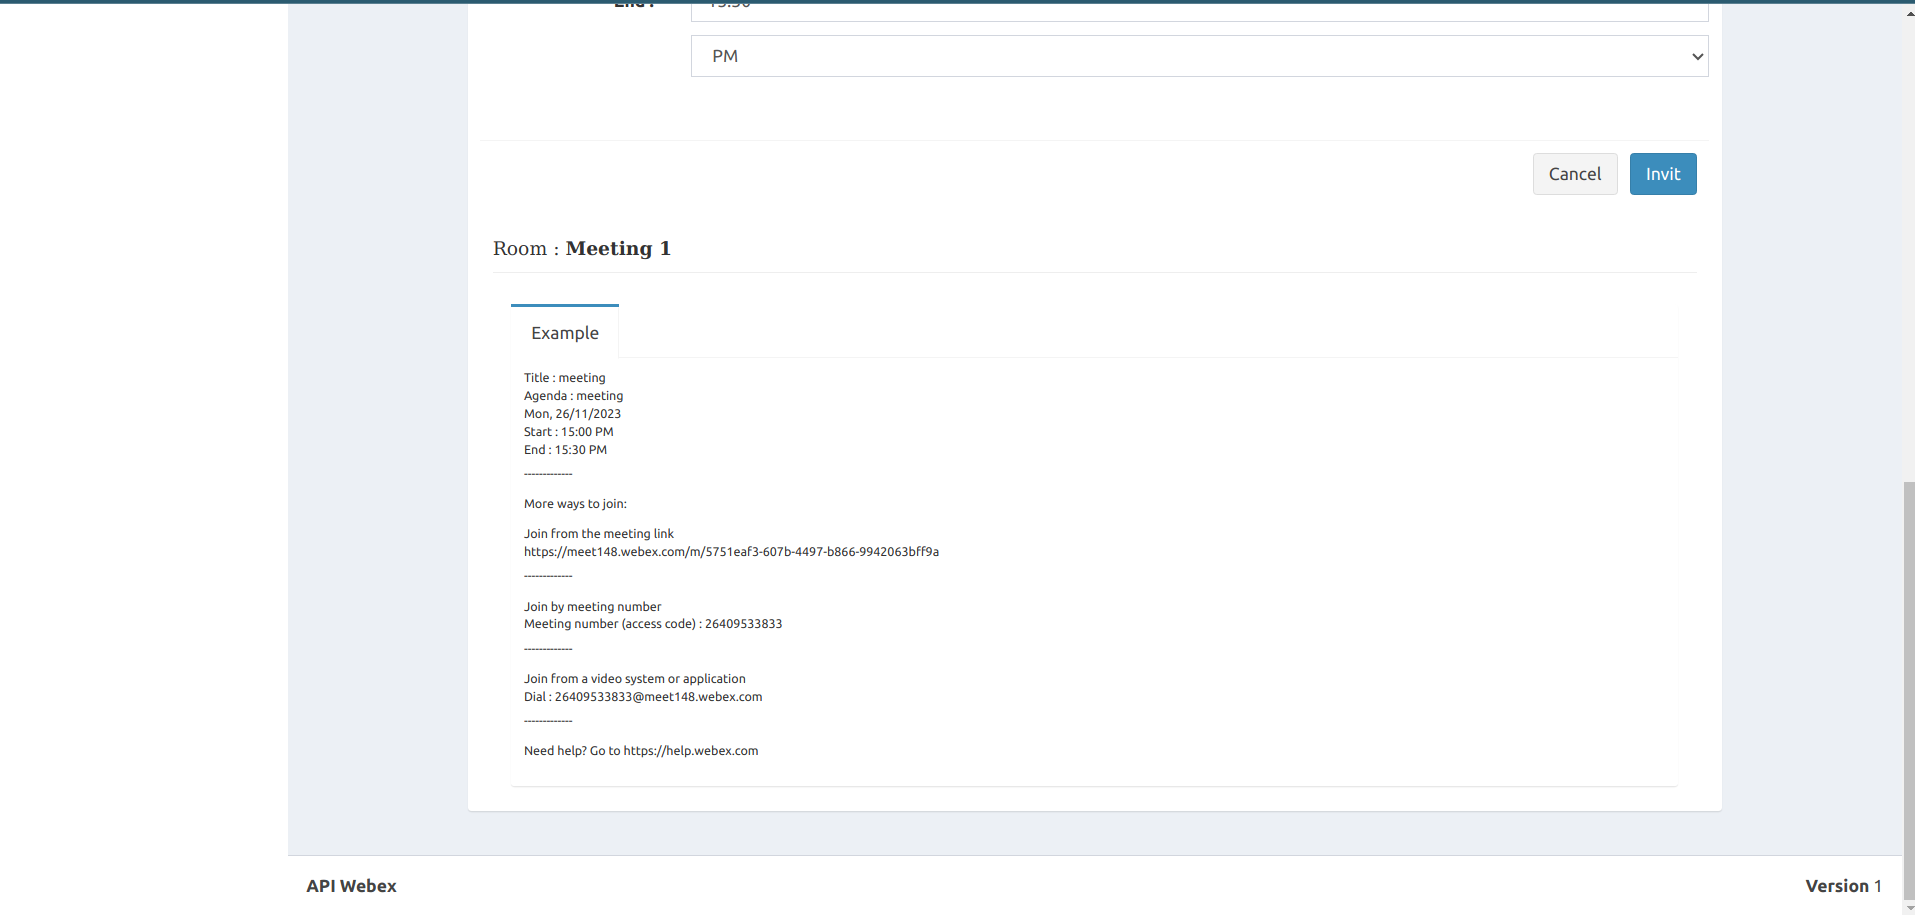 PM
Cancel Invit
Room : Meeting 1
Example
Title : meeting
Agenda : meeting
Mon, 26/11/2023
Start : 15:00 PM
End : 15:30 PM
-------------
More ways to join:
Join from the meeting link
https://meet148.webex.com/m/5751eaf3-607b-4497-b866-9942063bff9a
-------------
Join by meeting number
Meeting number (access code) : 26409533833
-------------
Join from a video system or application
Dial : 26409533833@meet148.webex.com
-------------
Need help? Go to https://help.webex.com
API Webex Version 1